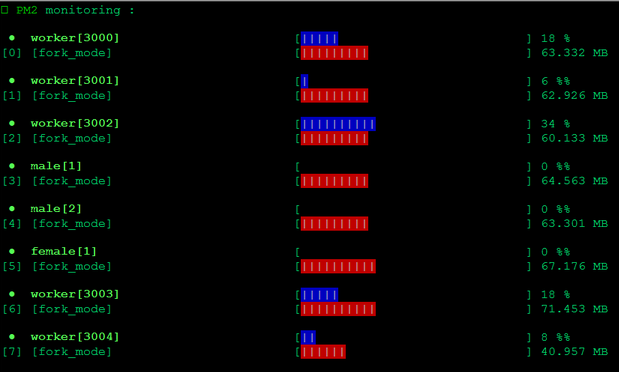 PM2 monitoring :
● worker[3000] [||||| ] 18 %
[0] [fork_mode] [||||||||| ] 63.332 MB
● worker[3001] [| ] 6 %%
[1] [fork_mode] [||||||||| ] 62.926 MB
● worker[3002] [|||||||||| ] 34 %
[2] [fork_mode] [||||||||| ] 60.133 MB
● male[1] [ ] 0 %%
[3] [fork_mode] [||||||||| ] 64.563 MB
● male[2] [ ] 0 %%
[4] [fork_mode] [||||||||| ] 63.301 MB
● female[1] [ ] 0 %%
[5] [fork_mode] [|||||||||| ] 67.176 MB
● worker[3003] [||||| ] 18 %
[6] [fork_mode] [|||||||||| ] 71.453 MB
● worker[3004] [|| ] 8 %%
[7] [fork_mode] [|||||| ] 40.957 MB